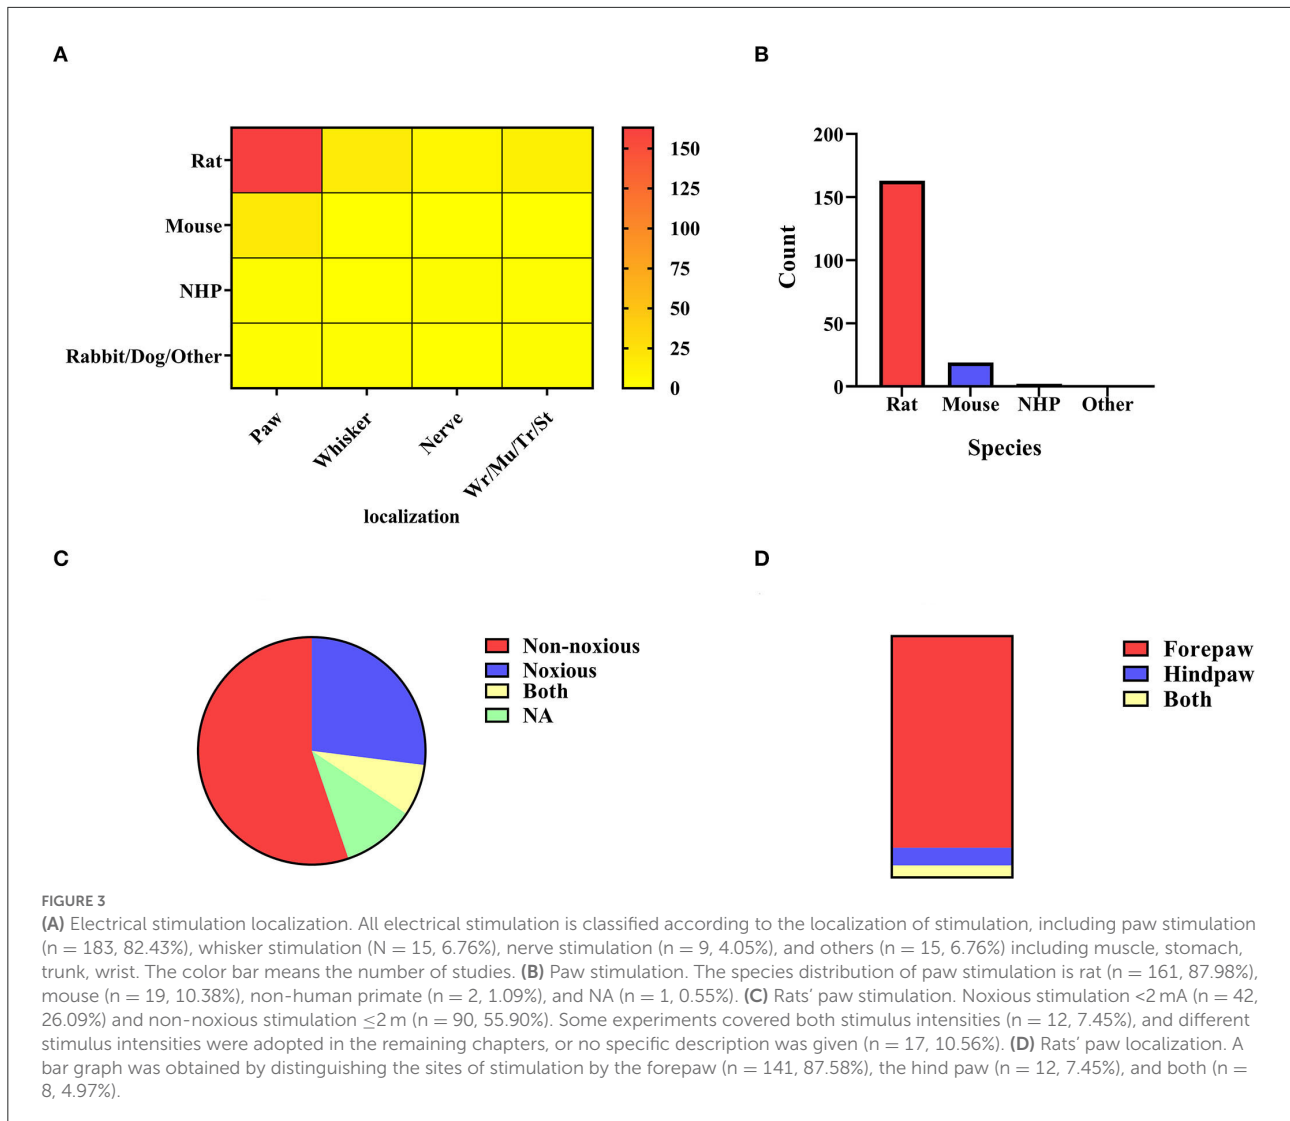 A
B
Rat
Mouse
NHP
Rabbit/Dog/Other
Paw
Whisker
Nerve
Wr/Mu/Tr/St
localization
150
125
100
75
50
25
0
200
150
100
50
0
Count
Rat
Mouse
NHP
Other
Species
C
D
Non-noxious
Noxious
Both
NA
Forepaw
Hindpaw
Both
FIGURE 3
(A) Electrical stimulation localization. All electrical stimulation is classified according to the localization of stimulation, including paw stimulation
(n = 183, 82.43%), whisker stimulation (N = 15, 6.76%), nerve stimulation (n = 9, 4.05%), and others (n = 15, 6.76%) including muscle, stomach,
trunk, wrist. The color bar means the number of studies. (B) Paw stimulation. The species distribution of paw stimulation is rat (n = 161, 87.98%),
mouse (n = 19, 10.38%), non-human primate (n = 2, 1.09%), and NA (n = 1, 0.55%). (C) Rats' paw stimulation. Noxious stimulation <2 mA (n = 42,
26.09%) and non-noxious stimulation ≤2 m (n = 90, 55.90%). Some experiments covered both stimulus intensities (n = 12, 7.45%), and different
stimulus intensities were adopted in the remaining chapters, or no specific description was given (n = 17, 10.56%). (D) Rats' paw localization. A
bar graph was obtained by distinguishing the sites of stimulation by the forepaw (n = 141, 87.58%), the hind paw (n = 12, 7.45%), and both (n =
8, 4.97%).